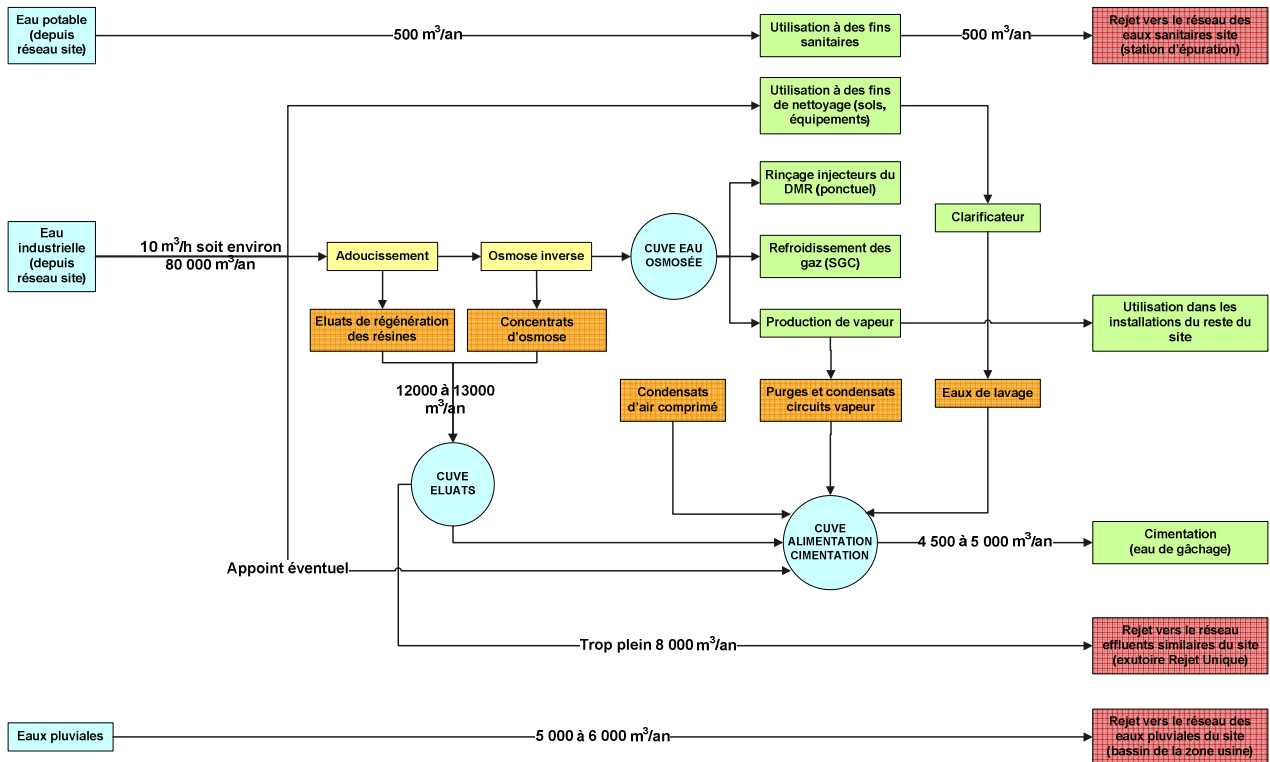 Eau potable
(depuis
réseau site)
500 m³/an
Utilisation à des fins
sanitaires
500 m³/an
Rejet vers le réseau des
eaux sanitaires site
(station d'épuration)
Utilisation à des fins
de nettoyage (sols,
équipements)
Rinçage injecteurs du
DMR (ponctuel)
Clarificateur
Eau
industrielle
(depuis
réseau site)
10 m³/h soit environ
80 000 m³/an
Adoucissement
Osmose inverse
CUVE EAU
OSMOSÉE
Refroidissement des
gaz (SGC)
Eluats de régénération
des résines
Concentrats
d'osmose
Production de vapeur
Utilisation dans les
installations du reste du
site
12000 à 13000
m³/an
Condensats
d'air comprimé
Purges et condensats
circuits vapeur
Eaux de lavage
CUVE
ELUATS
CUVE
ALIMENTATION
CIMENTATION
4 500 à 5 000 m³/an
Cimentation
(eau de gâchage)
Appoint éventuel
Trop plein 8 000 m³/an
Rejet vers le réseau
effluents similaires du site
(exutoire Rejet Unique)
Eaux pluviales
5 000 à 6 000 m³/an
Rejet vers le réseau des
eaux pluviales du site
(bassin de la zone usine)